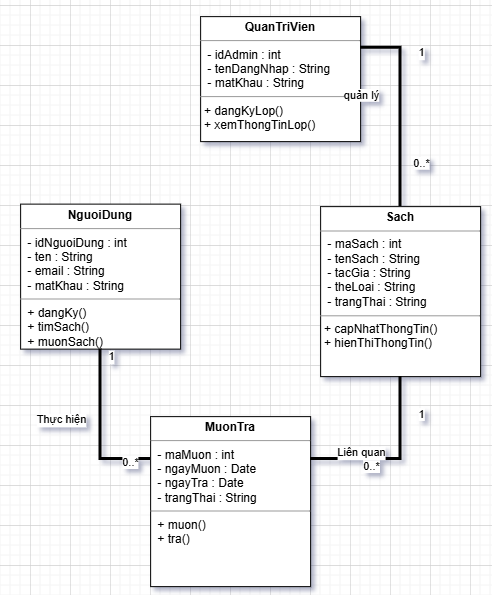 QuanTriVien
- idAdmin : int
- tenDangNhap : String
- matKhau : String
+ dangKyLop()
+ xemThongTinLop()
1
quản lý
0..*
NguoiDung
- idNguoiDung : int
- ten : String
- email : String
- matKhau : String
+ dangKy()
+ timSach()
+ muonSach()
1
Sach
- maSach : int
- tenSach : String
- tacGia : String
- theLoai : String
- trangThai : String
+ capNhatThongTin()
+ hienThiThongTin()
1
Thực hiện
0..*
MuonTra
- maMuon : int
- ngayMuon : Date
- ngayTra : Date
- trangThai : String
+ muon()
+ tra()
Liên quan
0..*